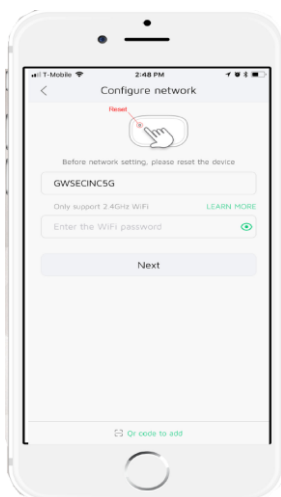 T-Mobile 2:48 PM
Configure network
Reset
Before network setting, please reset the device
GWSECINC5G
Only support 2.4GHz WiFi LEARN MORE
Enter the WiFi password
Next
Qr code to add